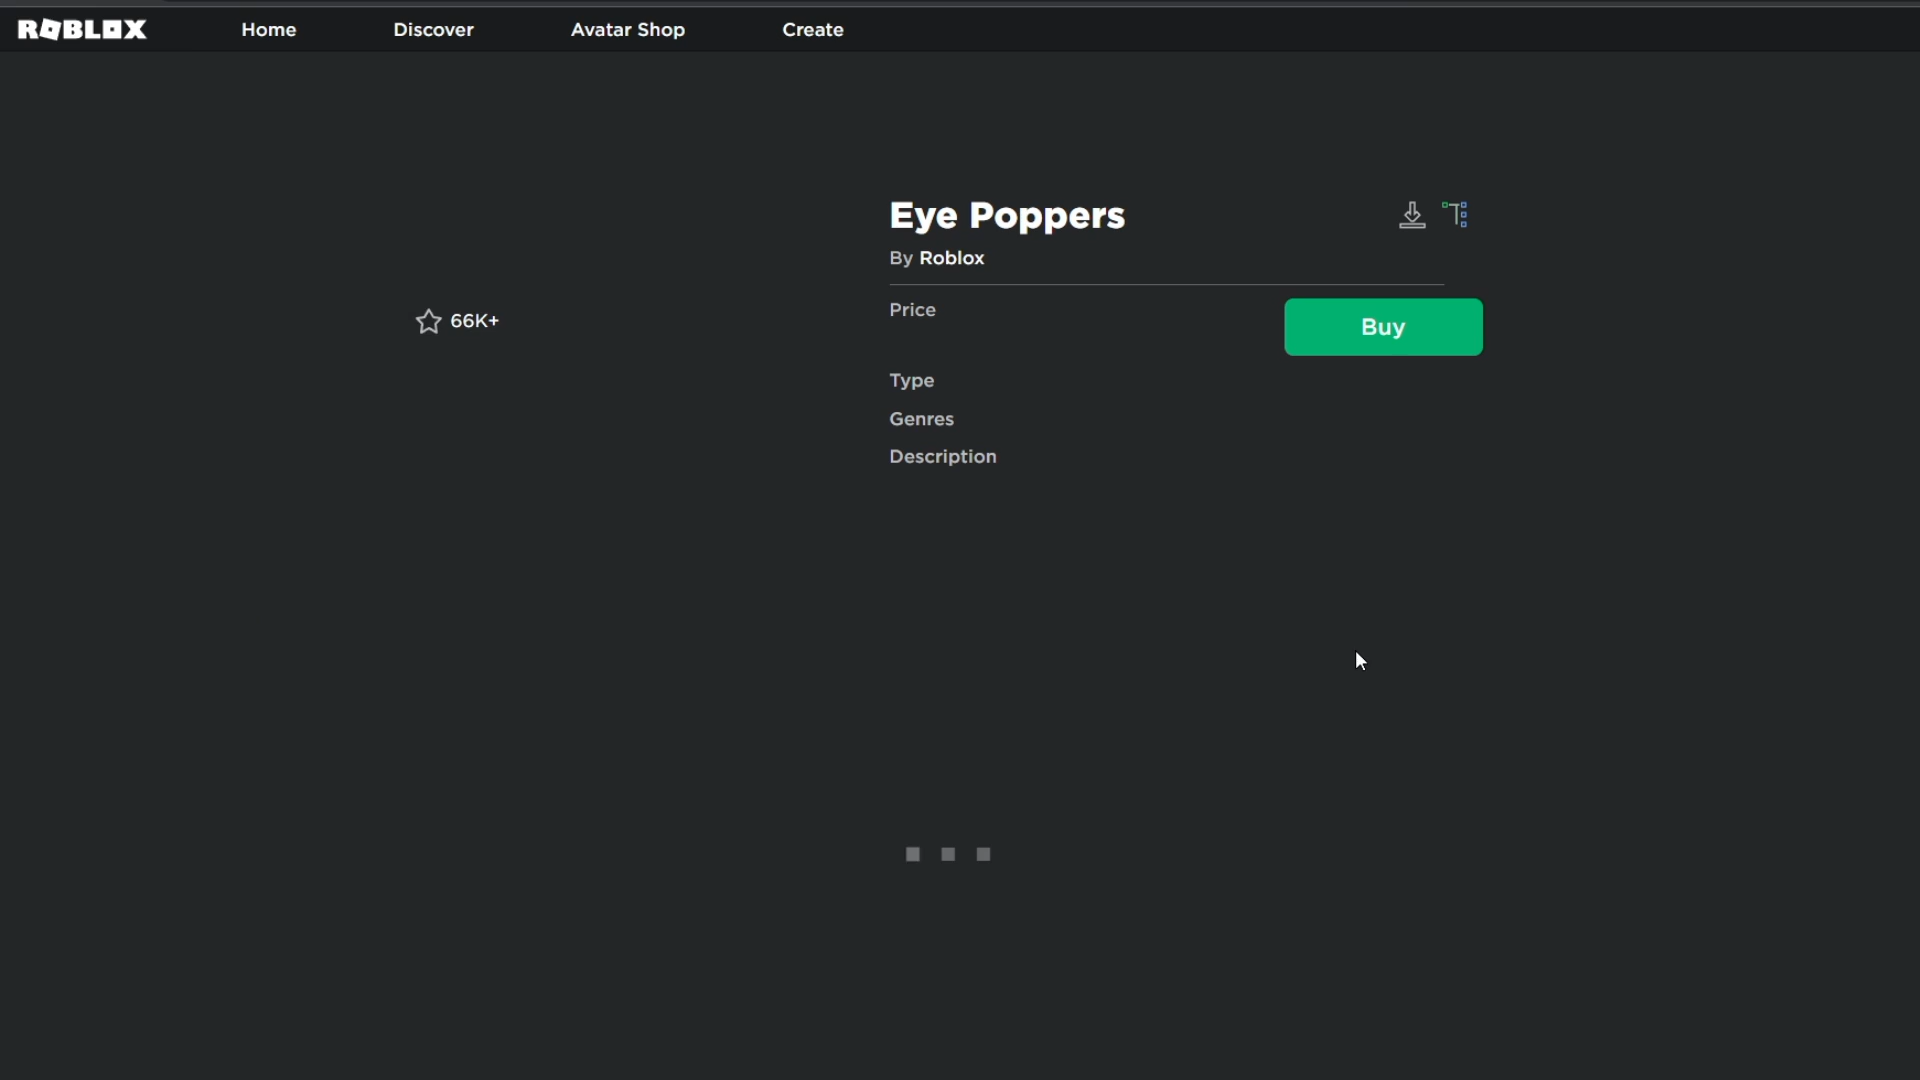 ROBLOX Home Discover Avatar Shop Create
Eye Poppers
By Roblox
66K+
Price
Buy
Type
Genres
Description